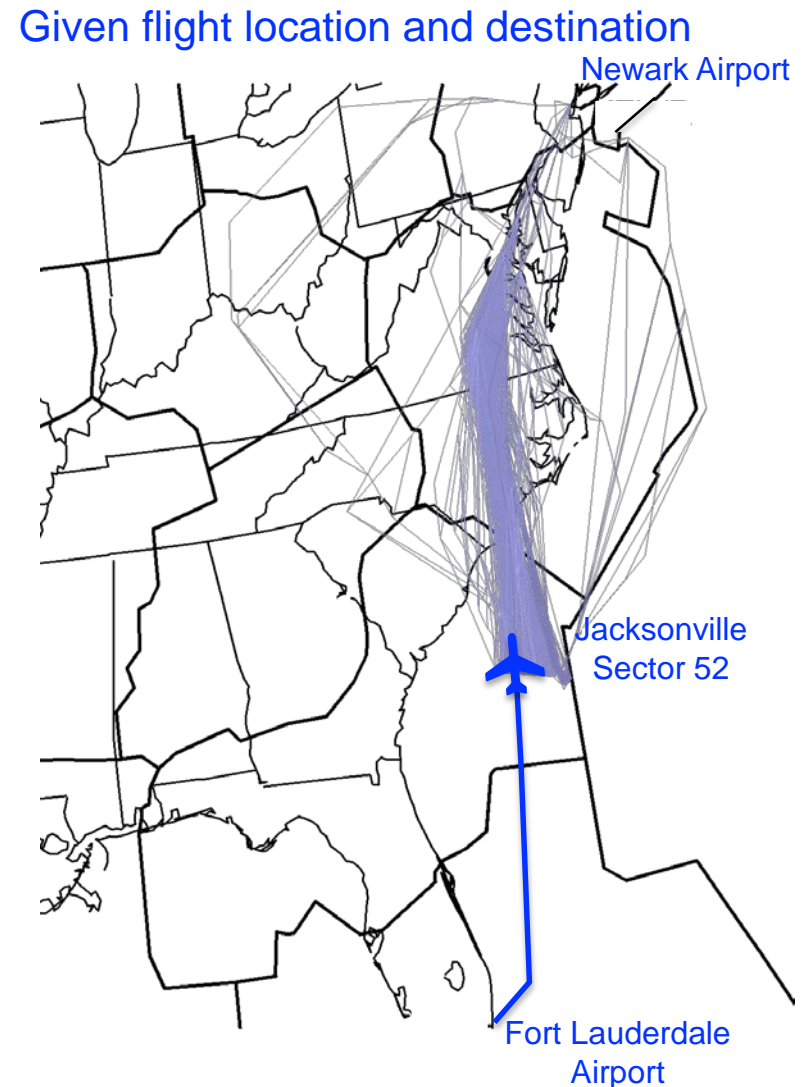 Given flight location and destination
Newark Airport
Jacksonville
Sector 52
Fort Lauderdale
Airport